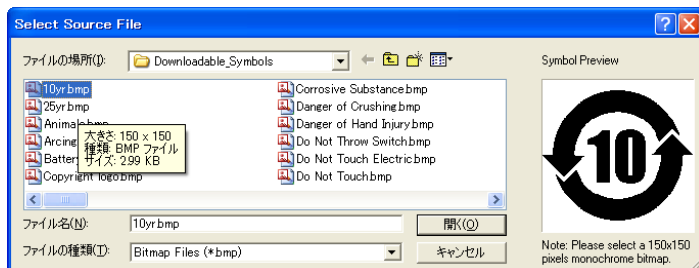 Select Source File
ファイルの場所(I):
Downloadable_Symbols
Symbol Preview
10yr.bmp
25yr.bmp
Arcing
Battery
Copyright logo.bmp
Corrosive Substance.bmp
Danger of Crushing.bmp
Danger of Hand Injury.bmp
Do Not Throw Switch.bmp
Do Not Touch Electric.bmp
Do Not Touch.bmp
大きさ: 150 x 150
種類: BMP ファイル
サイズ: 2.99 KB
10
ファイル名(N):
10yr.bmp
開く(O)
ファイルの種類(T):
Bitmap Files (*.bmp)
キャンセル
Note: Please select a 150x150
pixels monochrome bitmap.